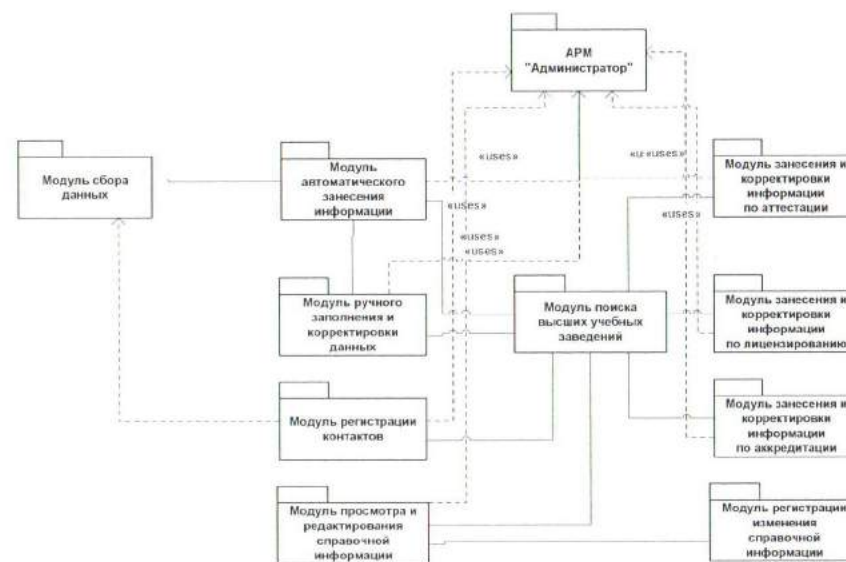 АРМ
"Администратор"
Модуль сбора
данных
Модуль
автоматического
занесения
информации
«uses»
«u·«uses»
Модуль занесения и
корректировки
информации
по аттестации
«uses»
«uses»
«uses»
«uses»
Модуль ручного
заполнения и
корректировки
данных
Модуль поиска
высших учебных
заведений
Модуль занесения и
корректировки
информации
по лицензированию
Модуль регистрации
контактов
Модуль занесения и
корректировки
информации
по аккредитации
Модуль просмотра и
редактирования
справочной
информации
Модуль регистрации
изменения
справочной
информации